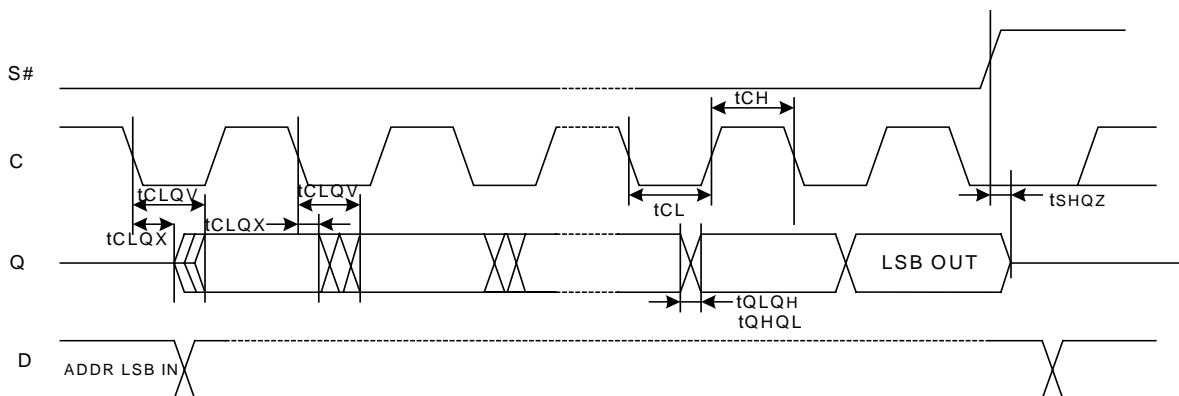 S#
tCH
C
tCLQV
tCLQV
tCL
tSHQZ
tCLQX
tCLQX
Q
LSB OUT
tQLQH
tQHQL
D
ADDR LSB IN